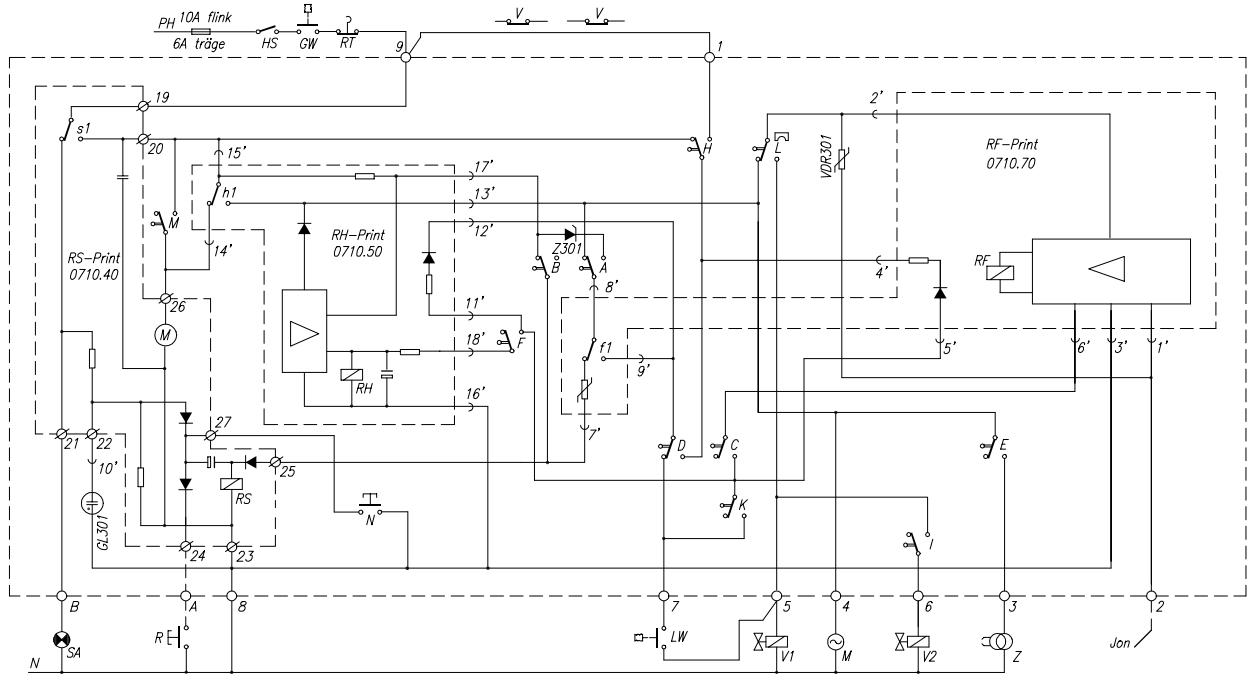 PH 10A flink
6A träge
HS GW RT
V V
9 1
19
s1
20
15'
17'
H
L
2'
VDR301
RF-Print
0710.70
h1
13'
M
RH-Print
0710.50
12'
Z301
RS-Print
0710.40
14'
B
A
8'
4'
RF
26
M
11'
18'
F
f1
9'
5'
6' 3' 1'
RH
16'
7'
27
21 22
10'
25
RS
GL301
N
D
C
E
K
I
24 23
B A 8 7 5 4 6 3 2
SA
R
LW
V1
M
V2
Z
Jon
N